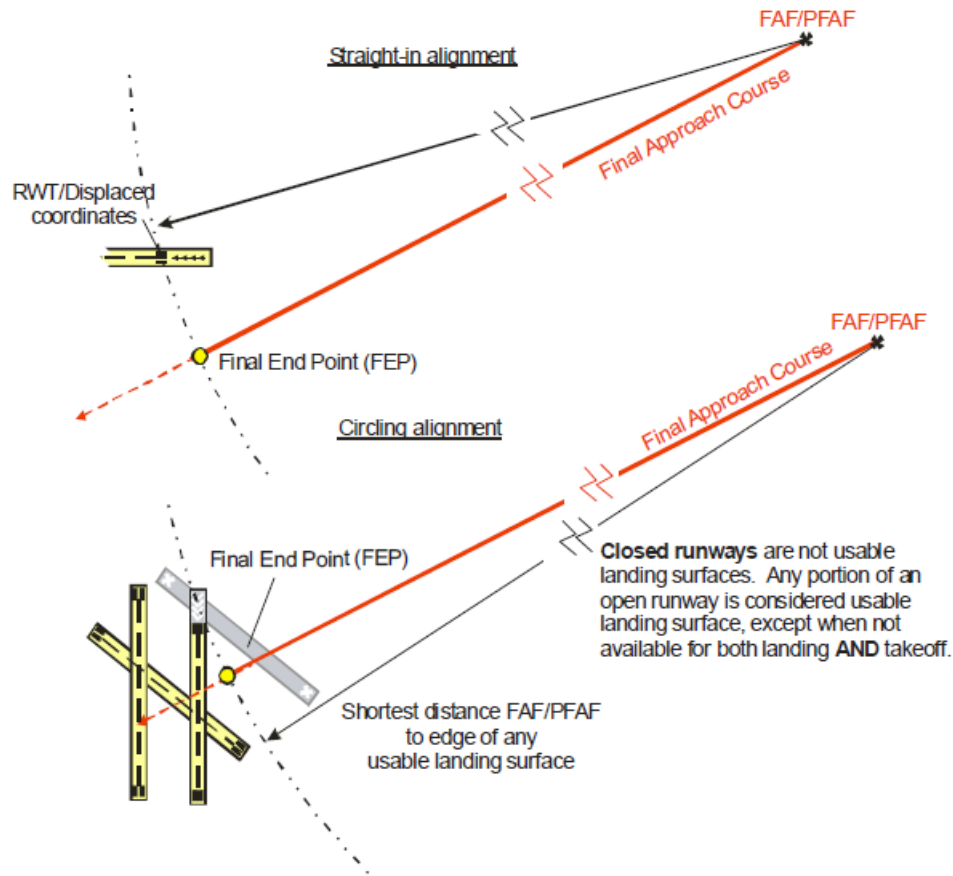 FAF/PFAF
Straight-in alignment
Final Approach Course
RWT/Displaced
coordinates
Final End Point (FEP)
FAF/PFAF
Circling alignment
Final Approach Course
Final End Point (FEP)
Closed runways are not usable
landing surfaces. Any portion of an
open runway is considered usable
landing surface, except when not
available for both landing AND takeoff.
Shortest distance FAF/PFAF
to edge of any
usable landing surface